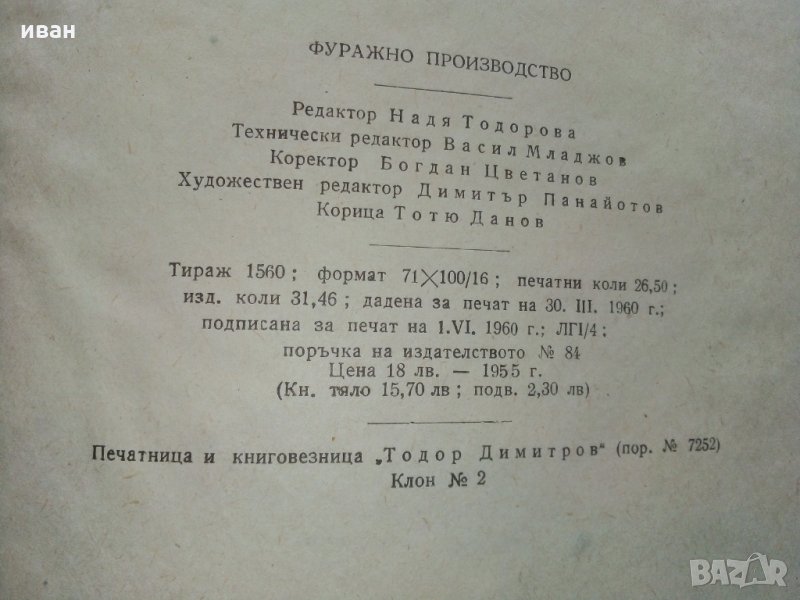 иван
ФУРАЖНО ПРОИЗВОДСТВО
Редактор Надя Тодорова
Технически редактор Васил Младжов
Коректор Богдан Цветанов
Художествен редактор Димитър Панайотов
Корица Тотю Данов
Тираж 1560; формат 71×100/16; печатни коли 26,50;
изд. коли 31,46; дадена за печат на 30. III. 1960 г.;
подписана за печат на 1.VI. 1960 г.; ЛГІ/4;
поръчка на издателството № 84
Цена 18 лв. — 1955 г.
(Кн. тяло 15,70 лв; подв. 2,30 лв)
Печатница и книговезница „Тодор Димитров“ (пор. № 7252)
Клон № 2
BAZAR